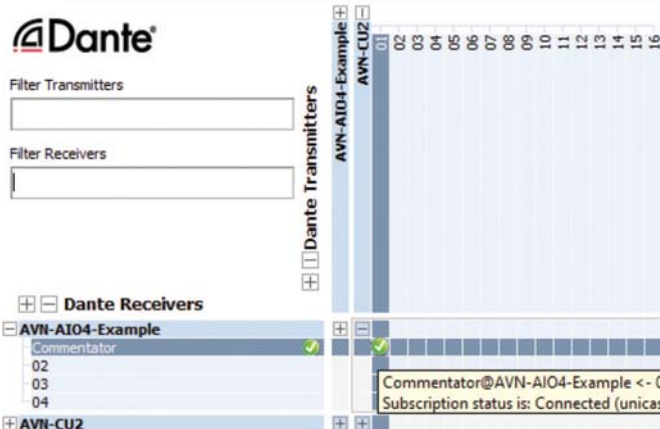 Dante®
Filter Transmitters
Filter Receivers
Dante Transmitters
AVN-AIO4-Example
AVN-CU2
01 02 03 04 05 06 07 08 09 10 11 12 13 14 15 16
Dante Receivers
AVN-AIO4-Example
Commentator
02
03
04
AVN-CU2
Commentator@AVN-AIO4-Example <- 0
Subscription status is: Connected (unicas